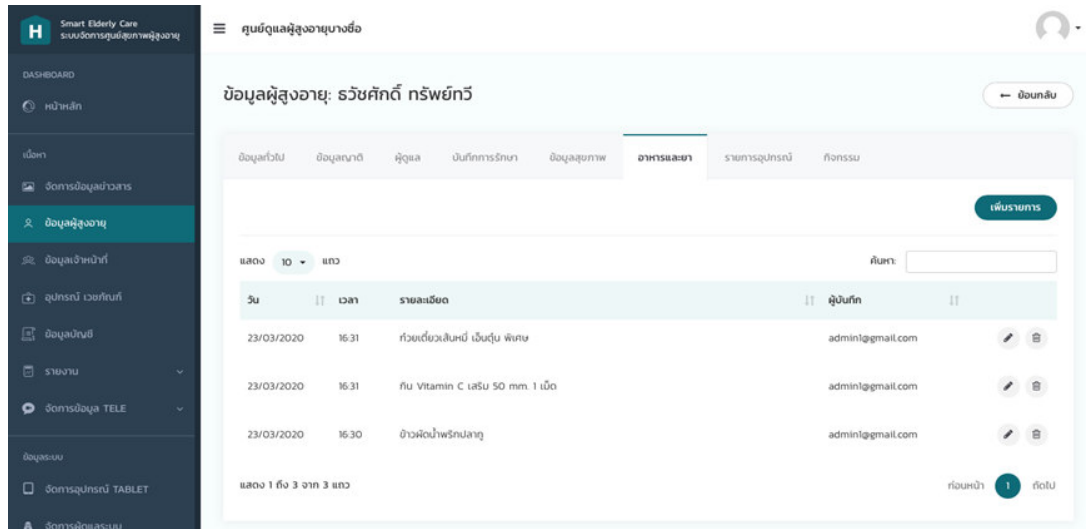 H
Smart Elderly Care
ระบบจัดการศูนย์สุขภาพผู้สูงอายุ
ศูนย์ดูแลผู้สูงอายุบางซื่อ
DASHBOARD
หน้าหลัก
เนื้อหา
จัดการข้อมูลข่าวสาร
ข้อมูลผู้สูงอายุ
ข้อมูลเจ้าหน้าที่
อุปกรณ์ เวชภัณฑ์
ข้อมูลบัญชี
รายงาน
จัดการข้อมูล TELE
ข้อมูลระบบ
จัดการอุปกรณ์ TABLET
จัดการผู้ดูแลระบบ
ข้อมูลผู้สูงอายุ: ธวัชศักดิ์ ทรัพย์ทวี
← ย้อนกลับ
ข้อมูลทั่วไป ข้อมูลญาติ ผู้ดูแล บันทึกการรักษา ข้อมูลสุขภาพ อาหารและยา รายการอุปกรณ์ กิจกรรม
เพิ่มรายการ
แสดง 10 แถว ค้นหา:
วัน เวลา รายละเอียด ผู้บันทึก
23/03/2020 16:31 ก๋วยเตี๋ยวเส้นหมี่ เอ็นตุ๋น พิเศษ admin1@gmail.com
23/03/2020 16:31 กิน Vitamin C เสริม 50 mm. 1 เม็ด admin1@gmail.com
23/03/2020 16:30 ข้าวผัดน้ำพริกปลาทู admin1@gmail.com
แสดง 1 ถึง 3 จาก 3 แถว ก่อนหน้า 1 ถัดไป